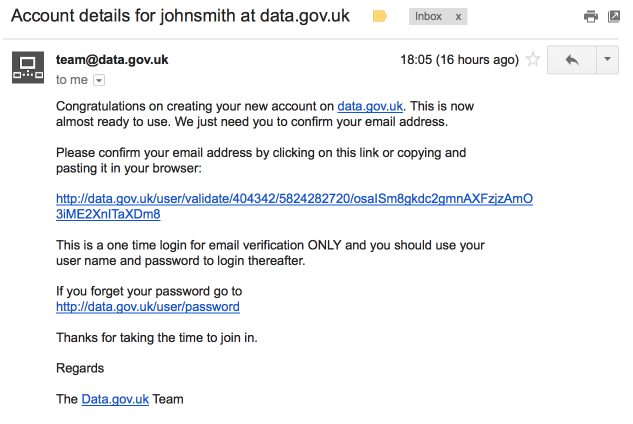 Account details for johnsmith at data.gov.uk
Inbox x
team@data.gov.uk
18:05 (16 hours ago)
to me
Congratulations on creating your new account on data.gov.uk. This is now
almost ready to use. We just need you to confirm your email address.
Please confirm your email address by clicking on this link or copying and
pasting it in your browser:
http://data.gov.uk/user/validate/404342/5824282720/osaISm8gkdc2gmnAXFzjzAmO
3iME2XnITaXDm8
This is a one time login for email verification ONLY and you should use your
user name and password to login thereafter.
If you forget your password go to
http://data.gov.uk/user/password
Thanks for taking the time to join in.
Regards
The Data.gov.uk Team